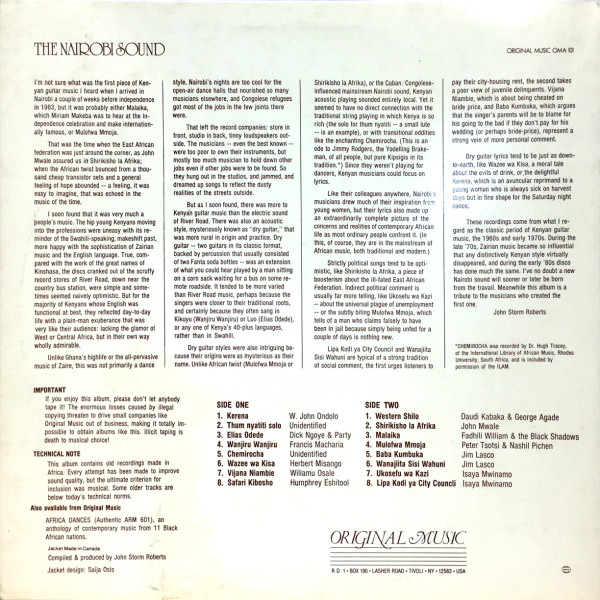 THE NAIROBI SOUND
ORIGINAL MUSIC OMA 101
I'm not sure what was the first piece of Ken-
yan guitar music I heard when I arrived in
Nairobi a couple of weeks before independence
in 1963, but it was probably either Malaika,
which Miriam Makeba was to hear at the In-
dependence celebration and make internation-
ally famous, or Mulofwa Mmoja.
That was the time when the East African
federation was just around the corner, as John
Mwale assured us in Shirikisho la Afrika;
when the African twist bounced from a thou-
sand cheap transistor sets and a general
feeling of hope abounded -- a feeling, it was
easy to imagine, that was echoed in the music
of the time.
I soon found that it was very much a
people's music. The hip young Kenyans moving
into the professions were uneasy with its re-
minder of the Swahili-speaking, makeshift past,
more happy with the sophistication of Zairian
music and the English language. True, com-
pared with the work of the great names of
Kinshasa, the discs cranked out of the scruffy
record stores of River Road, down near the
country bus station, were simple and some-
times seemed naively optimistic. But for the
majority of Kenyans whose English was
functional at best, they reflected day-to-day
life with a plain-man exuberance that was
very like their audience: lacking the glamor of
West or Central Africa, but in their own way
wholly admirable.
Unlike Ghana's highlife or the all-pervasive
music of Zaire, this was not primarily a dance
style. Nairobi's nights are too cool for the
open-air dance halls that nourished so many
musicians elsewhere, and Congolese refugees
got most of the jobs in the few joints there
were.
That left the record companies: store in
front, studio in back, tinny loudspeakers out-
side. The musicians -- even the best known --
were too poor to own their instruments, but
mostly too much musician to hold down other
jobs even if other jobs were to be found. So
they hung out in the studios, and jammed, and
dreamed up songs to reflect the dusty
realities of the streets outside.
But as I soon found, there was more to
Kenyan guitar music than the electric sound
of River Road. There was also an acoustic
style, mysteriously known as "dry guitar," that
was more rural in origin and practice. Dry
guitar -- two guitars in its classic format,
backed by percussion that usually consisted
of two Fanta soda bottles -- was an extension
of what you could hear played by a man sitting
on a corn sack waiting for a bus on some re-
mote roadside. It tended to be more varied
than River Road music, perhaps because the
singers were closer to their traditional roots,
and certainly because they often sang in
Kikuyu (Wanjiru Wanjiru) or Luo (Elias Odede),
or any one of Kenya's 40-plus languages,
rather than in Swahili.
Dry guitar styles were also intriguing be-
cause their origins were as mysterious as their
name. Unlike African twist (Mulofwa Mmoja or
Shirikisho la Afrika), or the Cuban/Congolese-
influenced mainstream Nairobi sound, Kenyan
acoustic playing sounded entirely local. Yet it
seemed to have no direct connection with the
traditional string playing in which Kenya is so
rich (the solo for thum nyatiti -- a small lute
-- is an example), or with transitional oddities
like the enchanting Chemirocha. (This is an
ode to Jimmy Rodgers, the Yodelling Brake-
man, of all people, but pure Kipsigis in its
tradition.*) Since they weren't playing for
dancers, Kenyan musicians could focus on
lyrics.
Like their colleagues anywhere, Nairobi's
musicians drew much of their inspiration from
young women, but their lyrics also made up
an extraordinarily complete picture of the
concerns and realities of contemporary African
life as most ordinary people confront it. (In
this, of course, they are in the mainstream of
African music, both traditional and modern.)
Strictly political songs tend to be opti-
mistic, like Shirikisho la Afrika, a piece of
boosterism about the ill-fated East African
Federation. Indirect political comment is
usually far more telling, like Ukosefu wa Kazi
-- about the universal plague of unemployment
-- or the subtly biting Mulofwa Mmoja, which
tells of a man who claims falsely to have
been in jail because simply being unfed for a
couple of days is nothing new.
Lipa Kodi ya City Council and Wanajiita
Sisi Wahuni are typical of a strong tradition
of social comment; the first urges listeners to
pay their city-housing rent, the second takes
a poor view of juvenile delinquents. Vijana
Niambie, which is about being cheated on
bride price, and Baba Kumbuka, which argues
that the singer's parents will be to blame for
his going to the bad if they don't pay for his
wedding (or perhaps bride-price), represent a
strong vein of more personal comment.
Dry guitar lyrics tend to be just as down-
to-earth, like Wazee wa Kisa, a moral tale
about the evils of drink, or the delightful
Kerena, which is an avuncular reprimand to a
young woman who is always sick on harvest
days but in fine shape for the Saturday night
dance.
These recordings come from what I re-
gard as the classic period of Kenyan guitar
music, the 1960s and early 1970s. During the
late '70s, Zairian music became so influential
that any distinctively Kenyan style virtually
disappeared, and during the early '80s disco
has done much the same. I've no doubt a new
Nairobi sound will sooner or later be born
from the travail. Meanwhile this album is a
tribute to the musicians who created the
first one.
John Storm Roberts
*CHEMIROCHA was recorded by Dr. Hugh Tracey,
of the International Library of African Music, Rhodes
University, South Africa, and is included by
permission of ILAM.
IMPORTANT
If you enjoy this album, please don't let anybody
tape it! The enormous losses caused by illegal
copying threaten to drive small companies like
Original Music out of business, making it totally im-
possible to obtain albums like this. Illicit taping is
death to musical choice!
TECHNICAL NOTE
This album contains old recordings made in
Africa. Every attempt has been made to improve
sound quality, but the ultimate criterion for
inclusion was musical. Some older tracks are
below today's technical norms.
Also available from Original Music
AFRICA DANCES (Authentic ARM 601), an
anthology of contemporary music from 11 Black
African nations.
Jacket Made in Canada
Compiled & produced by John Storm Roberts
Jacket design: Saija Otis
SIDE ONE
1. Kerena W. John Ondolo
2. Thum nyatiti solo Unidentified
3. Elias Odede Dick Ngoye & Party
4. Wanjiru Wanjiru Francis Macharia
5. Chemirocha Unidentified
6. Wazee wa Kisa Herbert Misango
7. Vijana Niambie Wiliamu Osale
8. Safari Kibosho Humphrey Eshitool
SIDE TWO
1. Western Shilo Daudi Kabaka & George Agade
2. Shirikisho la Afrika John Mwale
3. Malaika Fadhili William & the Black Shadows
4. Mulofwa Mmoja Peter Tsotsi & Nashil Pichen
5. Baba Kumbuka Jim Lasco
6. Wanajiita Sisi Wahuni Jim Lasco
7. Ukosefu wa Kazi Isaya Mwinamo
8. Lipa Kodi ya City Council Isaya Mwinamo
ORIGINAL MUSIC
R.D. 1 • BOX 190 • LASHER ROAD • TIVOLI • NY • 12583 • USA